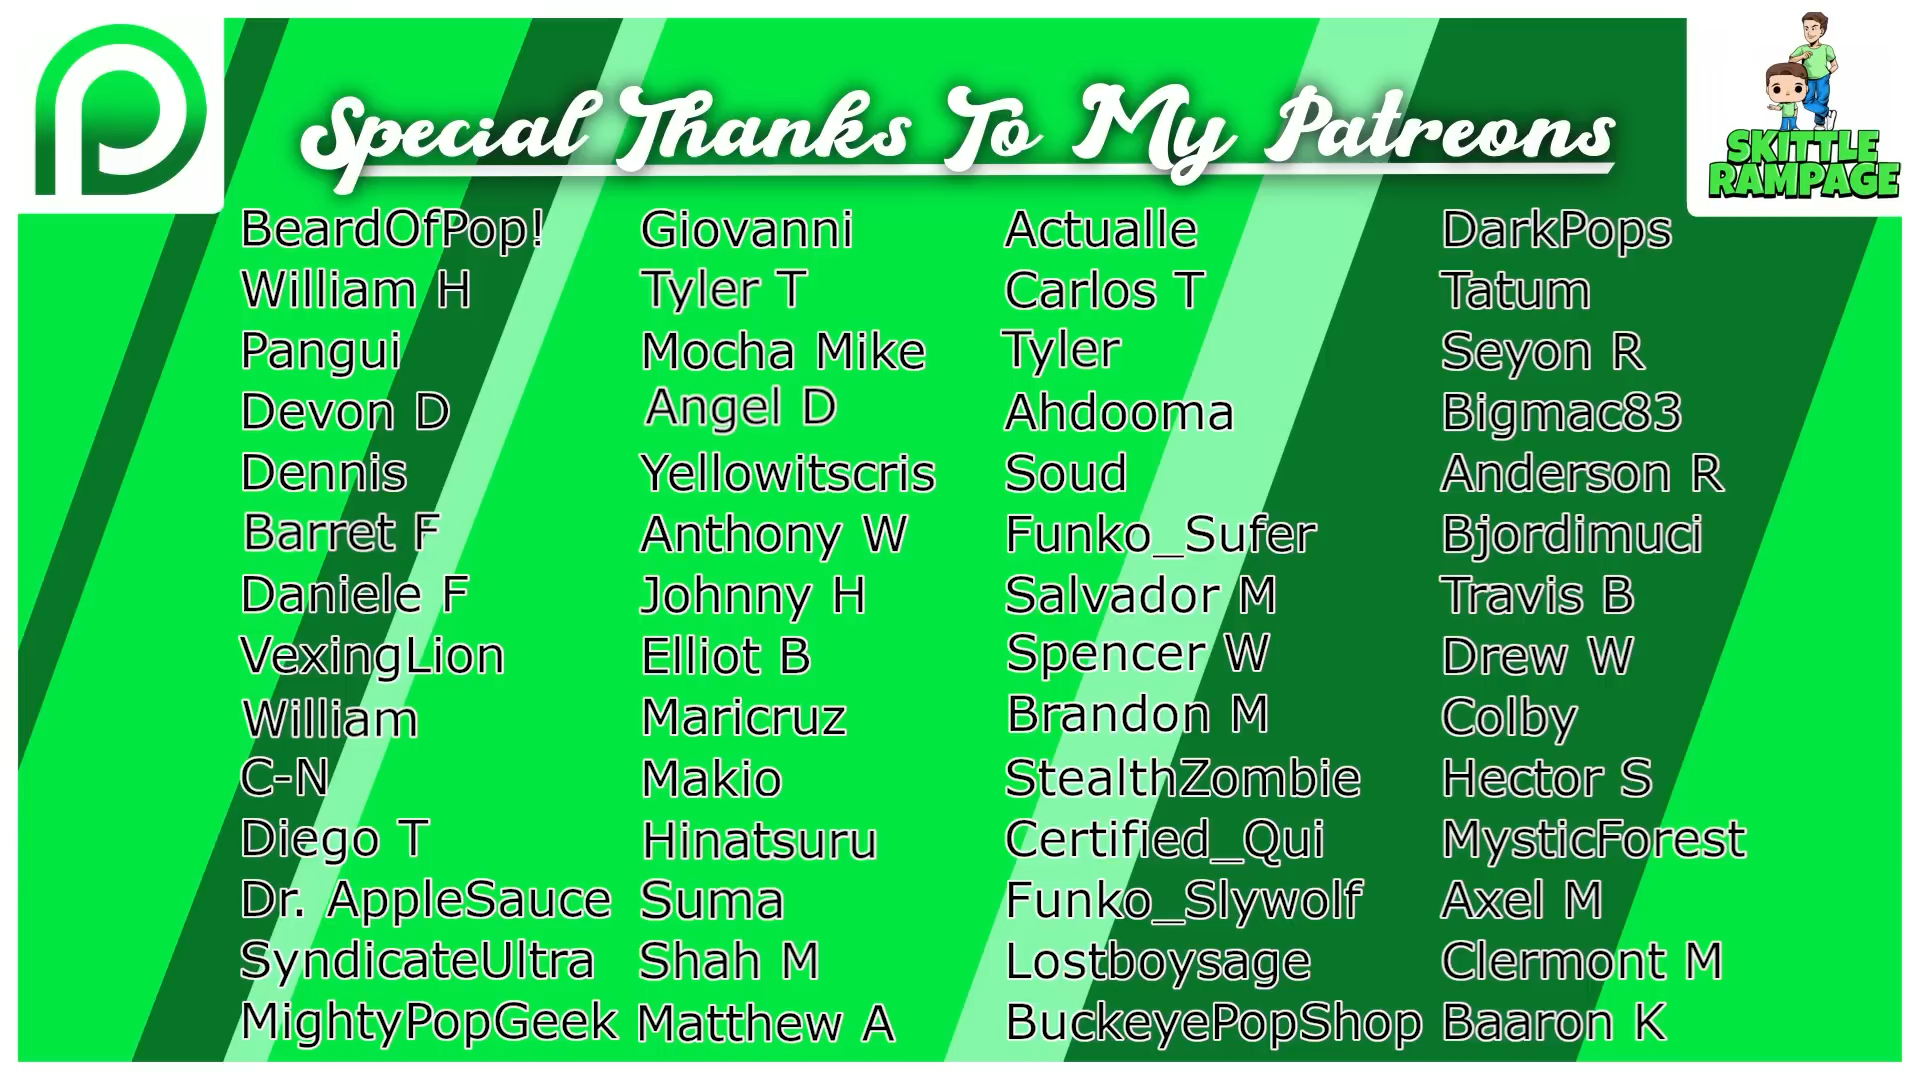 Special Thanks To My Patreons
SKITTLE
RAMPAGE
BeardOfPop!
William H
Pangui
Devon D
Dennis
Barret F
Daniele F
VexingLion
William
C-N
Diego T
Dr. AppleSauce
SyndicateUltra
MightyPopGeek
Giovanni
Tyler T
Mocha Mike
Angel D
Yellowitscris
Anthony W
Johnny H
Elliot B
Maricruz
Makio
Hinatsuru
Suma
Shah M
Matthew A
Actualle
Carlos T
Tyler
Ahdooma
Soud
Funko_Sufer
Salvador M
Spencer W
Brandon M
StealthZombie
Certified_Qui
Funko_Slywolf
Lostboysage
BuckeyePopShop
DarkPops
Tatum
Seyon R
Bigmac83
Anderson R
Bjordimuci
Travis B
Drew W
Colby
Hector S
MysticForest
Axel M
Clermont M
Baaron K